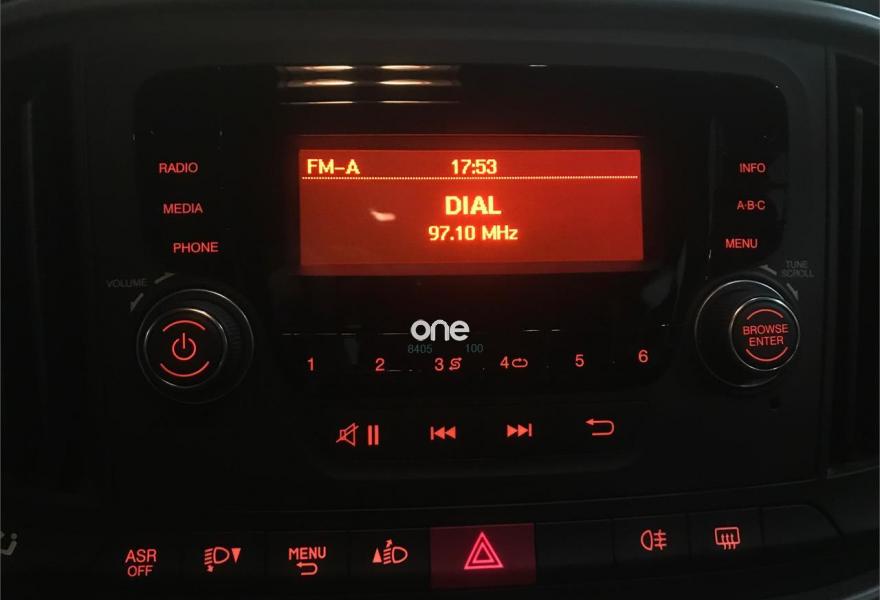 FM-A 17:53
DIAL
97.10 MHz
RADIO
MEDIA
PHONE
INFO
A·B·C
MENU
VOLUME
TUNE
SCROLL
BROWSE
ENTER
one
8405 100
1 2 3 4 5 6
ASR
OFF
MENU